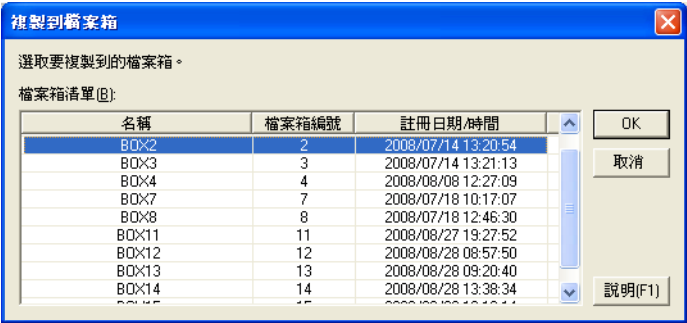 複製到檔案箱
選取要複製到的檔案箱。
檔案箱清單(B):
名稱 檔案箱編號 註冊日期/時間
BOX2 2 2008/07/14 13:20:54
BOX3 3 2008/07/14 13:21:13
BOX4 4 2008/08/08 12:27:09
BOX7 7 2008/07/18 10:17:07
BOX8 8 2008/07/18 12:46:30
BOX11 11 2008/08/27 19:27:52
BOX12 12 2008/08/28 08:57:50
BOX13 13 2008/08/28 09:20:40
BOX14 14 2008/08/28 13:38:34
OK
取消
說明(F1)